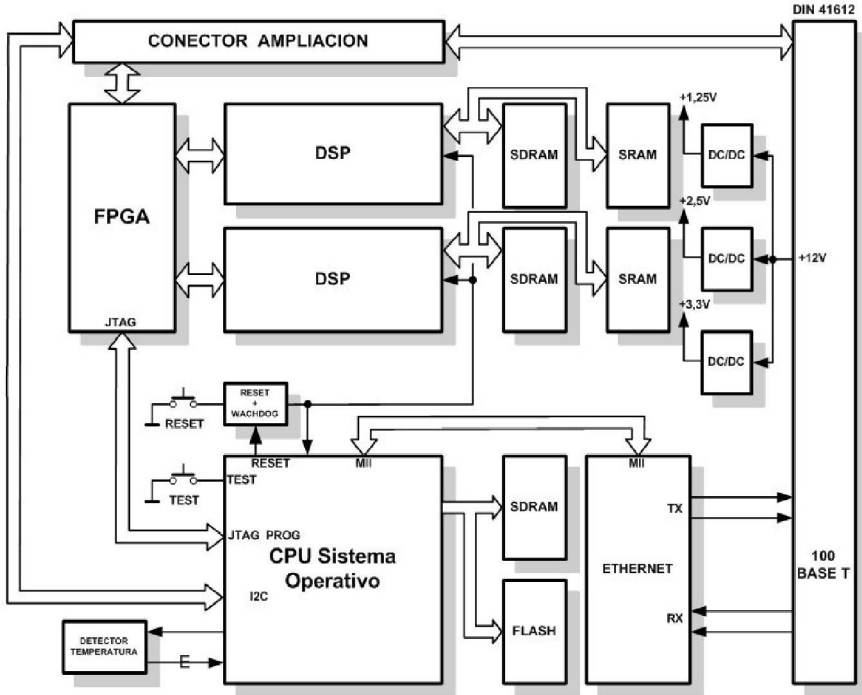 DIN 41612
CONECTOR AMPLIACION
+1,25V
DSP
SDRAM
SRAM
DC/DC
FPGA
+2,5V
DSP
SDRAM
SRAM
DC/DC
+12V
+3,3V
JTAG
DC/DC
RESET
+
WACHDOG
RESET
RESET
MII
MII
TEST
TEST
SDRAM
TX
JTAG PROG
CPU Sistema
Operativo
100
BASE T
ETHERNET
I2C
FLASH
RX
DETECTOR
TEMPERATURA
E